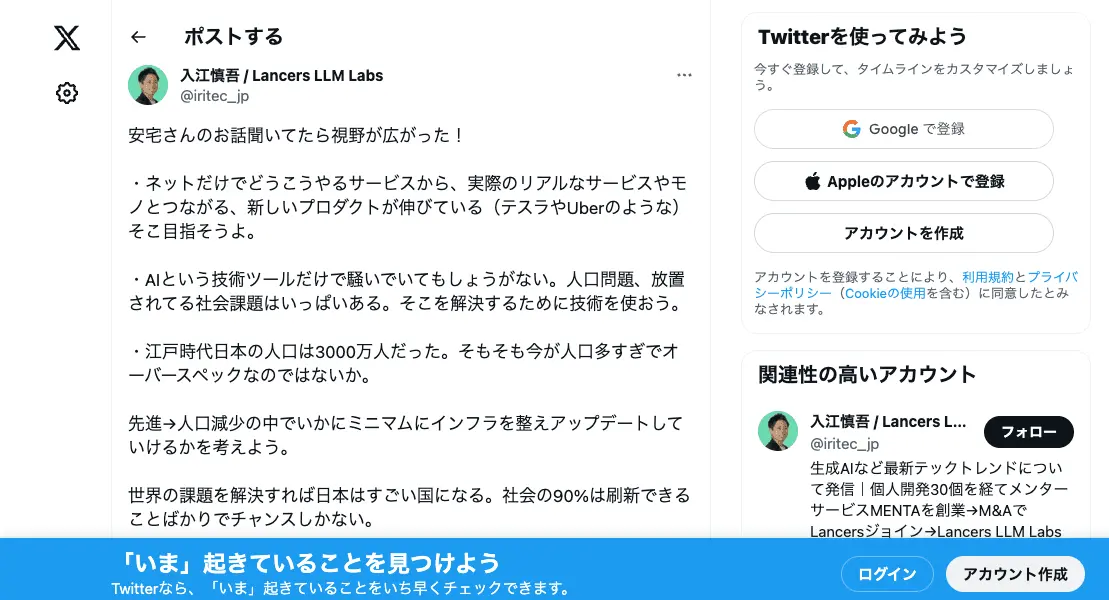 ポストする
入江慎吾 / Lancers LLM Labs
@iritec_jp
安宅さんのお話聞いてたら視野が広がった！
・ネットだけでどうこうやるサービスから、実際のリアルなサービスやモ
ノとつながる、新しいプロダクトが伸びている（テスラやUberのような）
そこ目指そうよ。
・AIという技術ツールだけで騒いでいてもしょうがない。人口問題、放置
されてる社会課題はいっぱいある。そこを解決するために技術を使おう。
・江戸時代日本の人口は3000万人だった。そもそも今が人口多すぎでオ
ーバースペックなのではないか。
先進→人口減少の中でいかにミニマムにインフラを整えアップデートして
いけるかを考えよう。
世界の課題を解決すれば日本はすごい国になる。社会の90%は刷新できる
ことばかりでチャンスしかない。
Twitterを使ってみよう
今すぐ登録して、タイムラインをカスタマイズしましょ
う。
Google で登録
Appleのアカウントで登録
アカウントを作成
アカウントを登録することにより、利用規約とプライバ
シーポリシー（Cookieの使用を含む）に同意したとみ
なされます。
関連性の高いアカウント
入江慎吾 / Lancers L...
@iritec_jp
フォロー
生成AIなど最新テックトレンドについ
て発信｜個人開発30個を経てメンター
サービスMENTAを創業→M&Aで
Lancersジョイン→Lancers LLM Labs
「いま」起きていることを見つけよう
Twitterなら、「いま」起きていることをいち早くチェックできます。
ログイン
アカウント作成